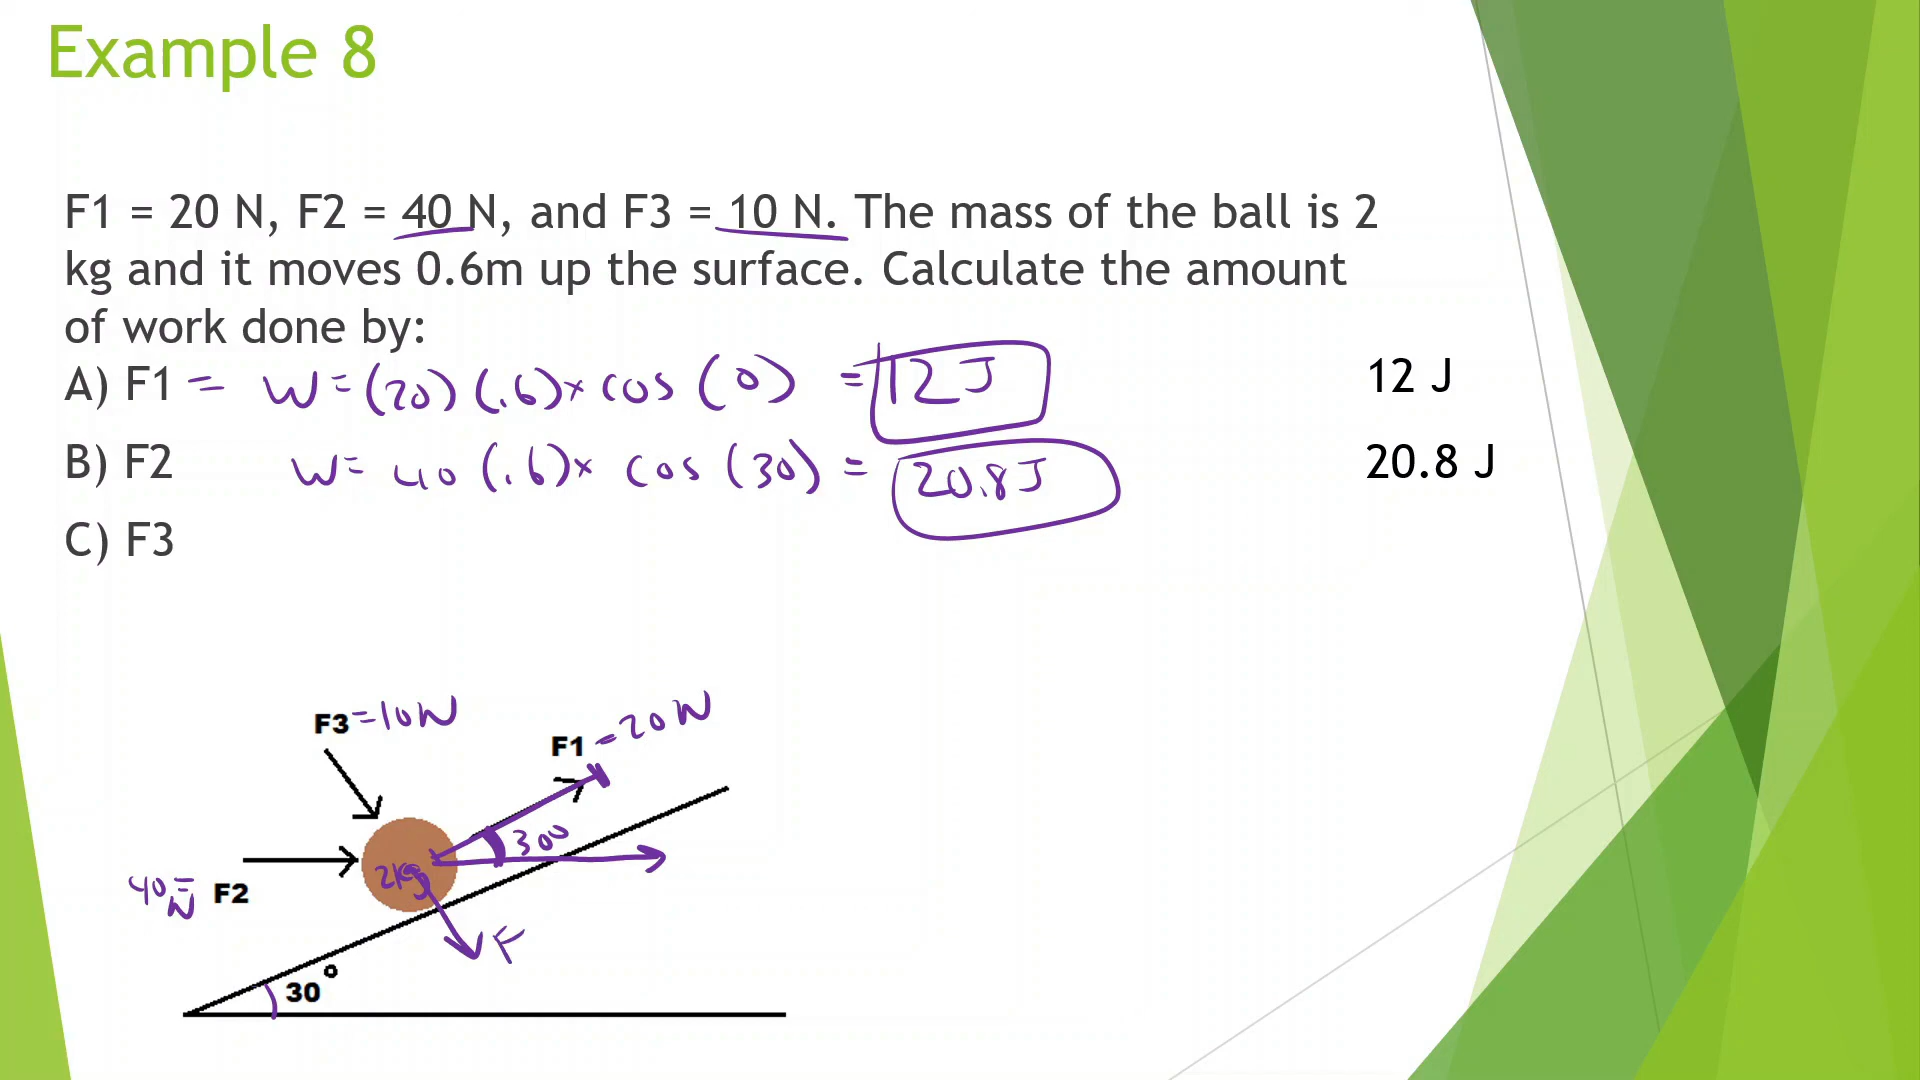 Example 8
F1 = 20 N, F2 = 40 N, and F3 = 10 N. The mass of the ball is 2
kg and it moves 0.6m up the surface. Calculate the amount
of work done by:
A) F1 = W = (20) (.6) × cos (0) = 12 J
12 J
B) F2 W = 40 (.6) × cos (30) = 20.8 J
20.8 J
C) F3
F3 = 10 N
F1 = 20 N
30°
2kg
40 N = F2
F
30°